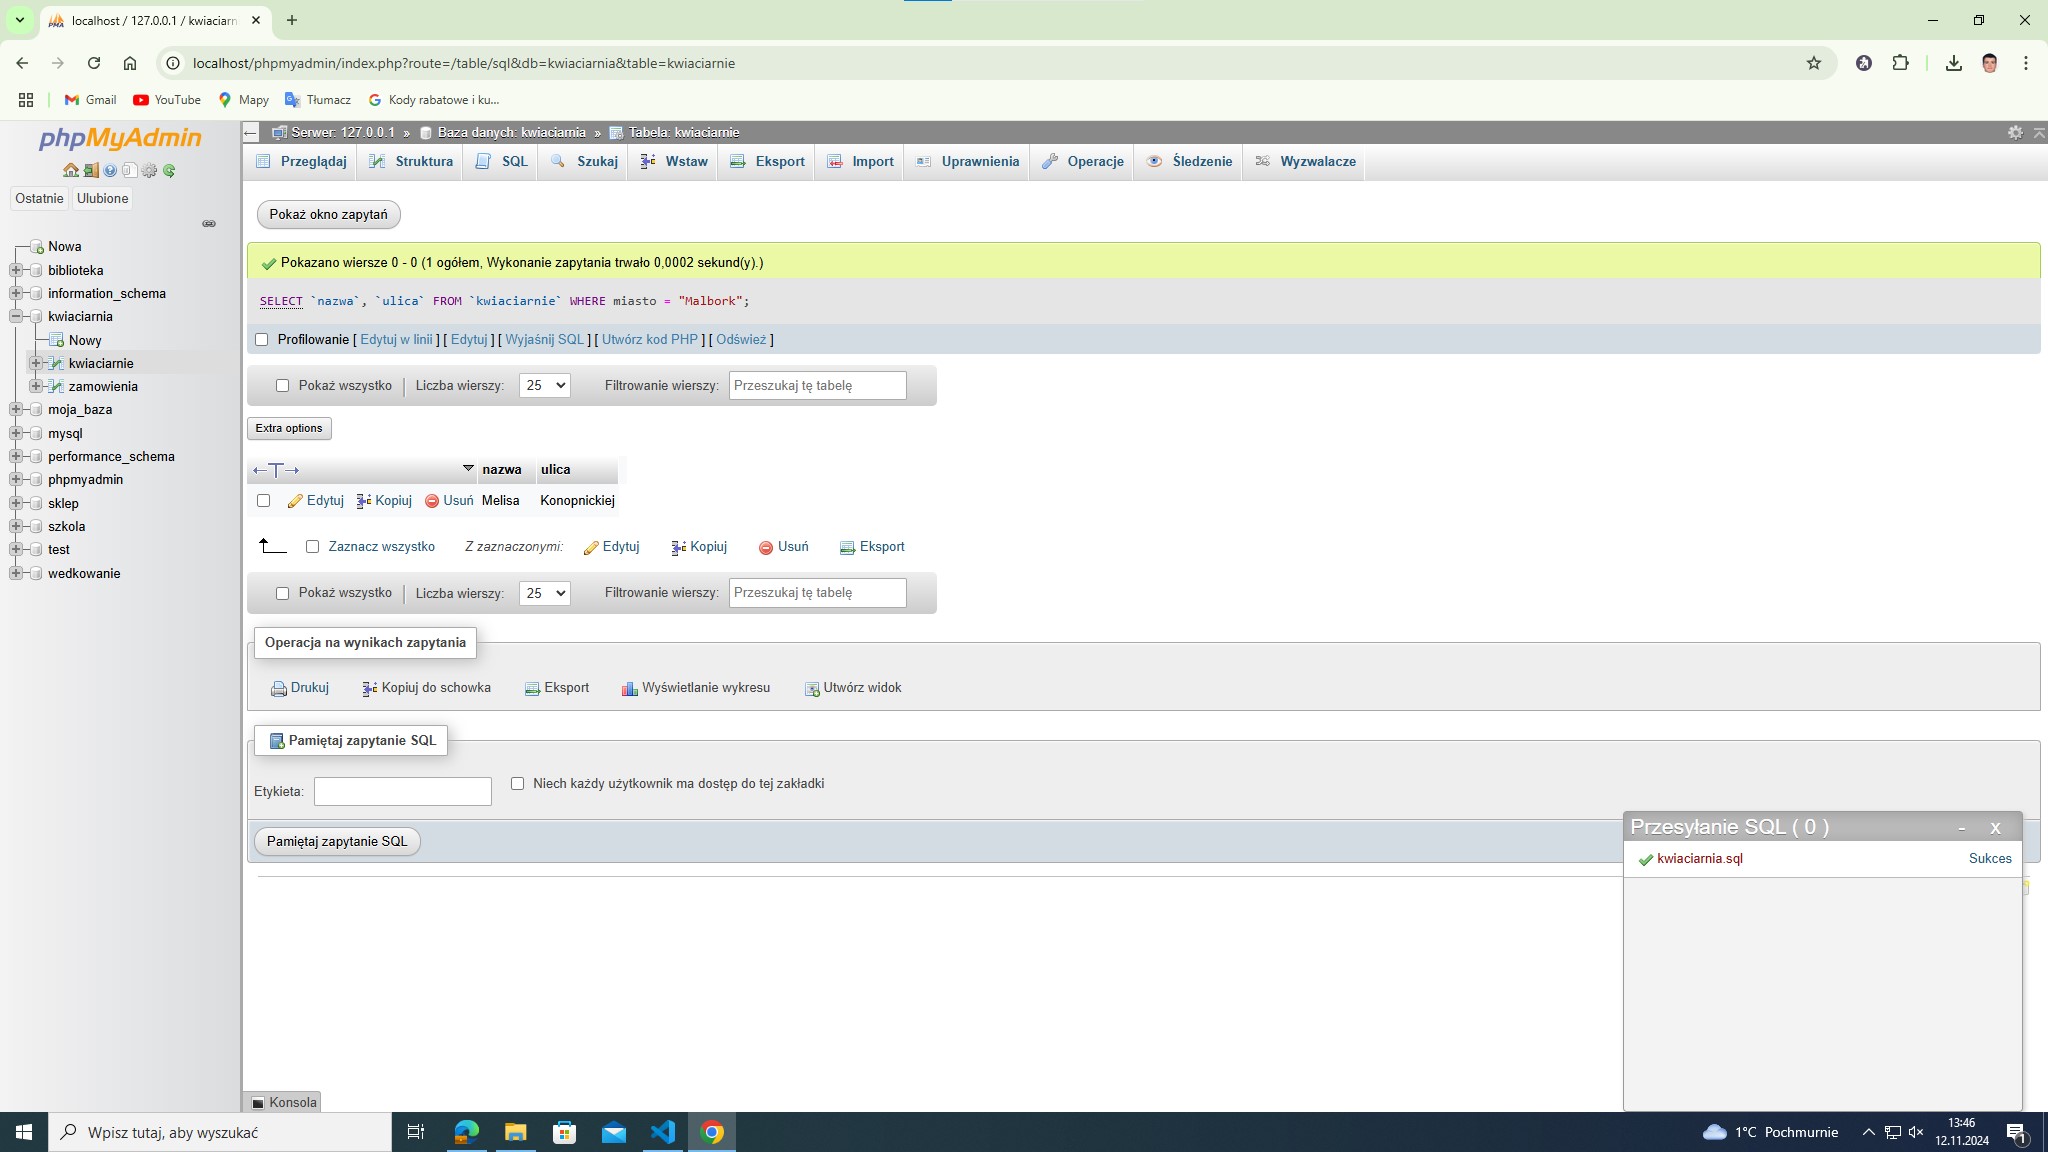 localhost / 127.0.0.1 / kwiaciarn
localhost/phpmyadmin/index.php?route=/table/sql&db=kwiaciarnia&table=kwiaciarnie
Gmail YouTube Mapy Tłumacz Kody rabatowe i ku...
phpMyAdmin
Ostatnie Ulubione
Nowa
biblioteka
information_schema
kwiaciarnia
Nowy
kwiaciarnie
zamowienia
moja_baza
mysql
performance_schema
phpmyadmin
sklep
szkola
test
wedkowanie
Serwer: 127.0.0.1 » Baza danych: kwiaciarnia » Tabela: kwiaciarnie
Przeglądaj Struktura SQL Szukaj Wstaw Eksport Import Uprawnienia Operacje Śledzenie Wyzwalacze
Pokaż okno zapytań
Pokazano wiersze 0 - 0 (1 ogółem, Wykonanie zapytania trwało 0,0002 sekund(y).)
SELECT `nazwa`, `ulica` FROM `kwiaciarnie` WHERE miasto = "Malbork";
Profilowanie [ Edytuj w linii ] [ Edytuj ] [ Wyjaśnij SQL ] [ Utwórz kod PHP ] [ Odśwież ]
Pokaż wszystko Liczba wierszy: 25 Filtrowanie wierszy: Przeszukaj tę tabelę
Extra options
←T→ nazwa ulica
Edytuj Kopiuj Usuń Melisa Konopnickiej
Zaznacz wszystko Z zaznaczonymi: Edytuj Kopiuj Usuń Eksport
Pokaż wszystko Liczba wierszy: 25 Filtrowanie wierszy: Przeszukaj tę tabelę
Operacja na wynikach zapytania
Drukuj Kopiuj do schowka Eksport Wyświetlanie wykresu Utwórz widok
Pamiętaj zapytanie SQL
Etykieta: Niech każdy użytkownik ma dostęp do tej zakładki
Pamiętaj zapytanie SQL
Przesyłanie SQL ( 0 ) - x
kwiaciarnia.sql Sukces
Konsola
Wpisz tutaj, aby wyszukać
1°C Pochmurnie
13:46
12.11.2024
1